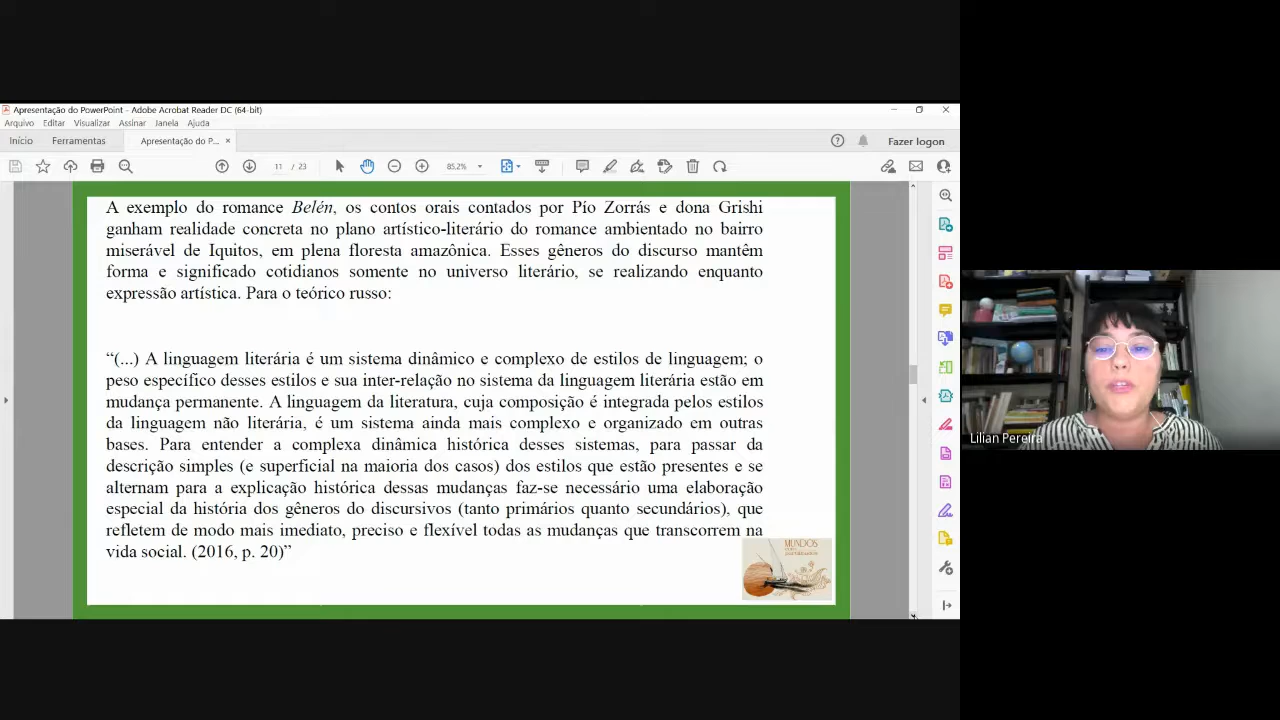 Apresentação do PowerPoint - Adobe Acrobat Reader DC (64-bit)
Arquivo Editar Visualizar Assinar Janela Ajuda
Início Ferramentas Apresentação do P... × Fazer logon
11 / 23 85,2%
A exemplo do romance Belén, os contos orais contados por Pío Zorrás e dona Grishi
ganham realidade concreta no plano artístico-literário do romance ambientado no bairro
miserável de Iquitos, em plena floresta amazônica. Esses gêneros do discurso mantêm
forma e significado cotidianos somente no universo literário, se realizando enquanto
expressão artística. Para o teórico russo:
“(...) A linguagem literária é um sistema dinâmico e complexo de estilos de linguagem; o
peso específico desses estilos e sua inter-relação no sistema da linguagem literária estão em
mudança permanente. A linguagem da literatura, cuja composição é integrada pelos estilos
da linguagem não literária, é um sistema ainda mais complexo e organizado em outras
bases. Para entender a complexa dinâmica histórica desses sistemas, para passar da
descrição simples (e superficial na maioria dos casos) dos estilos que estão presentes e se
alternam para a explicação histórica dessas mudanças faz-se necessário uma elaboração
especial da história dos gêneros do discursivos (tanto primários quanto secundários), que
refletem de modo mais imediato, preciso e flexível todas as mudanças que transcorrem na
vida social. (2016, p. 20)”
MUNDOS
Lilian Pereira